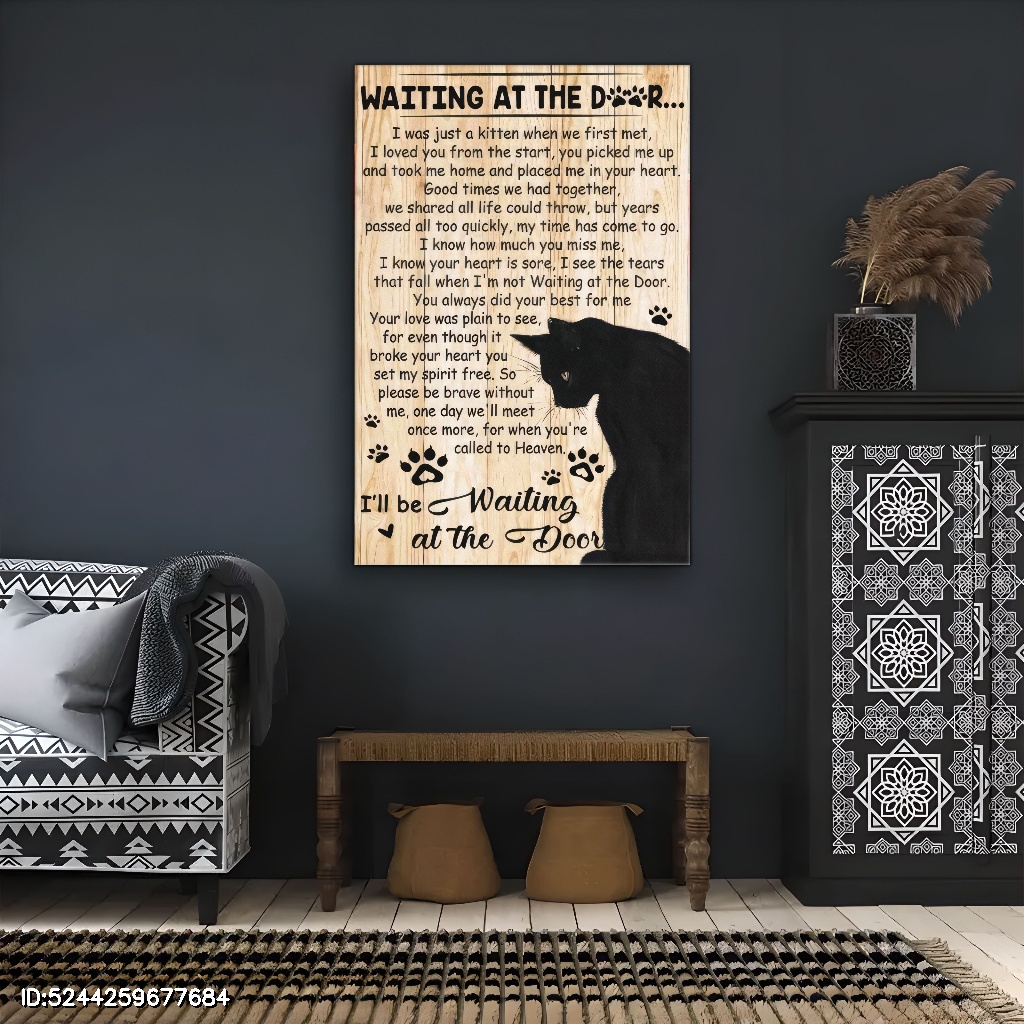 WAITING AT THE DOOR...
I was just a kitten when we first met,
I loved you from the start, you picked me up
and took me home and placed me in your heart.
Good times we had together,
we shared all life could throw, but years
passed all too quickly, my time has come to go.
I know how much you miss me,
I know your heart is sore, I see the tears
that fall when I'm not Waiting at the Door.
You always did your best for me
Your love was plain to see,
for even though it
broke your heart you
set my spirit free. So
please be brave without
me, one day we'll meet
once more, for when you're
called to Heaven.
I'll be Waiting
at the Door
ID:5244259677684